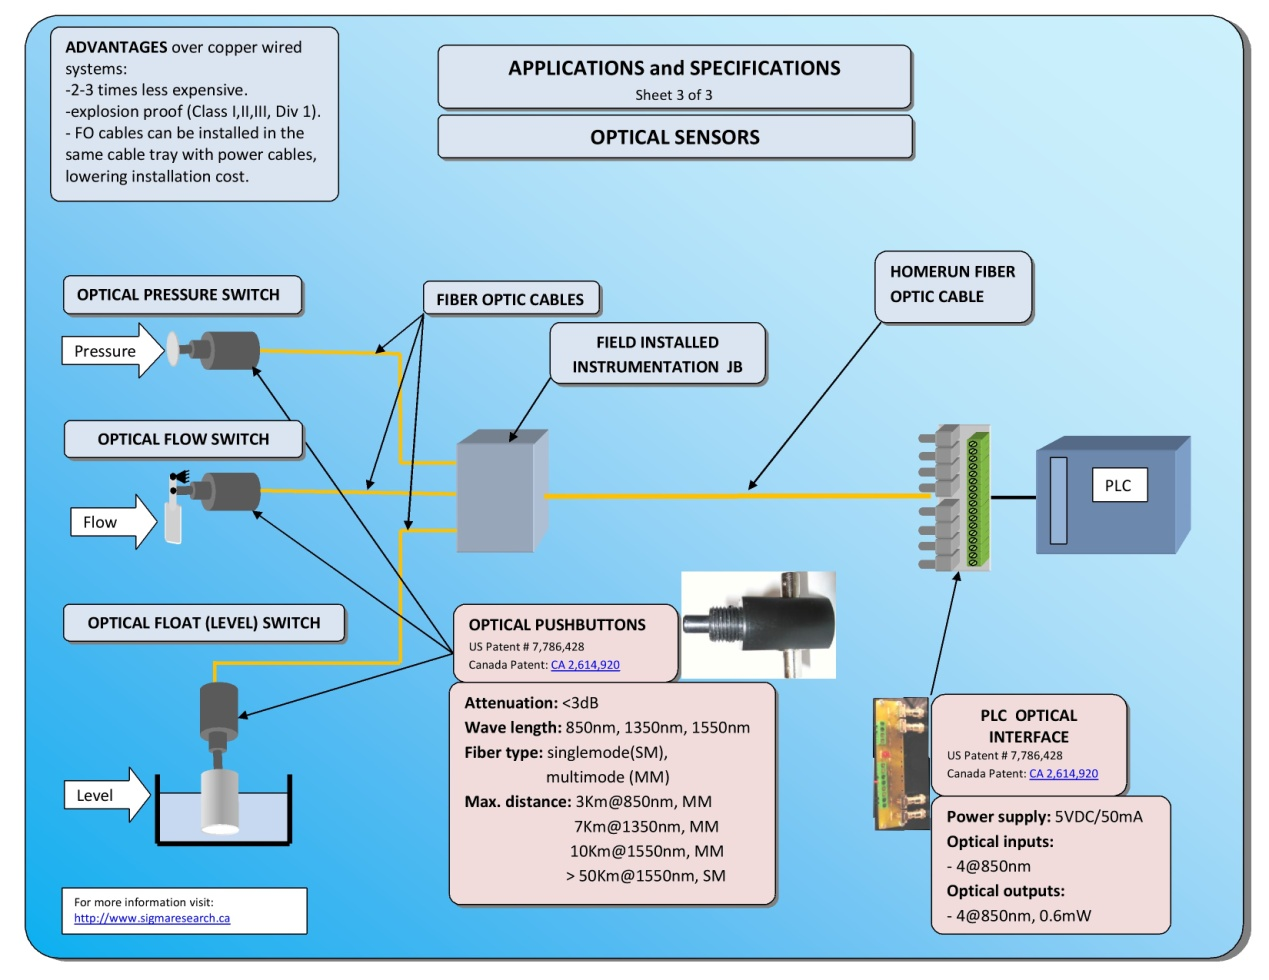 ADVANTAGES over copper wired
systems:
-2-3 times less expensive.
-explosion proof (Class I,II,III, Div 1).
- FO cables can be installed in the
same cable tray with power cables,
lowering installation cost.
APPLICATIONS and SPECIFICATIONS
Sheet 3 of 3
OPTICAL SENSORS
OPTICAL PRESSURE SWITCH
Pressure
FIBER OPTIC CABLES
FIELD INSTALLED
INSTRUMENTATION JB
HOMERUN FIBER
OPTIC CABLE
OPTICAL FLOW SWITCH
Flow
PLC
OPTICAL FLOAT (LEVEL) SWITCH
Level
OPTICAL PUSHBUTTONS
US Patent # 7,786,428
Canada Patent: CA 2,614,920
Attenuation: <3dB
Wave length: 850nm, 1350nm, 1550nm
Fiber type: singlemode(SM),
multimode (MM)
Max. distance: 3Km@850nm, MM
7Km@1350nm, MM
10Km@1550nm, MM
> 50Km@1550nm, SM
PLC OPTICAL
INTERFACE
US Patent # 7,786,428
Canada Patent: CA 2,614,920
Power supply: 5VDC/50mA
Optical inputs:
- 4@850nm
Optical outputs:
- 4@850nm, 0.6mW
For more information visit:
http://www.sigmaresearch.ca